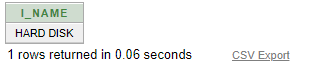 I_NAME
HARD DISK
1 rows returned in 0.06 seconds CSV Export